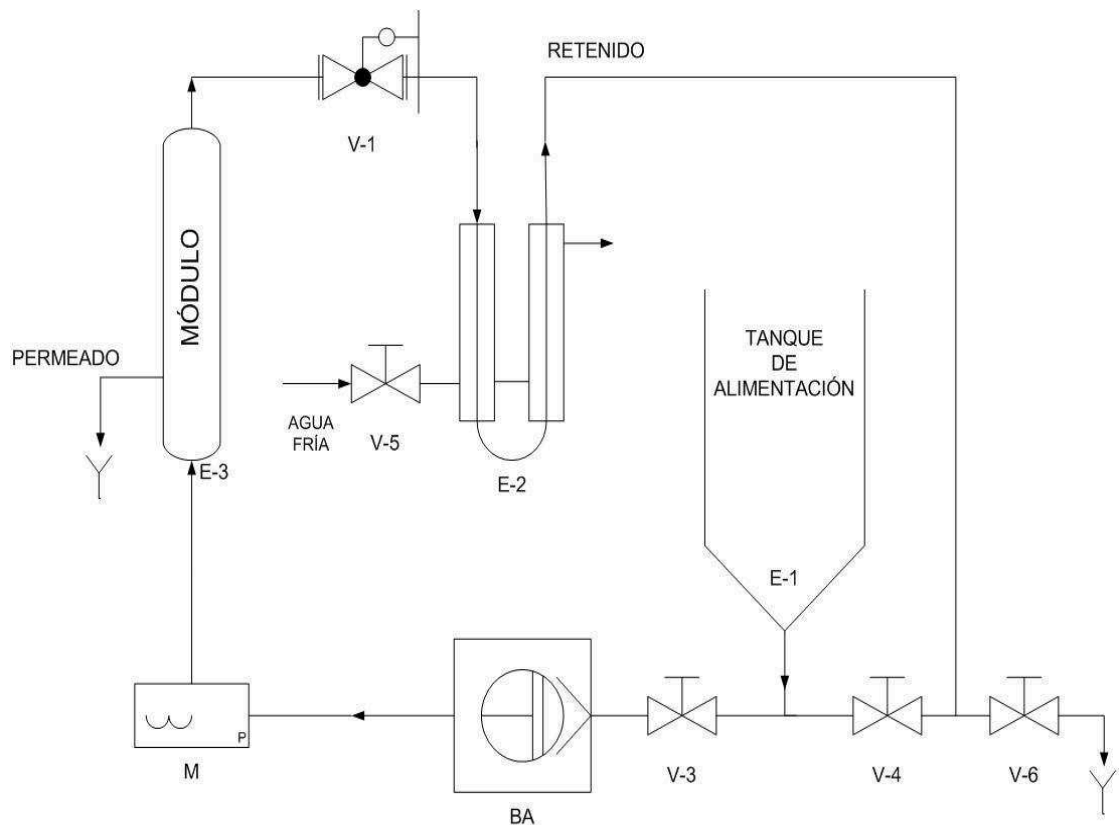 RETENIDO
V-1
MÓDULO
PERMEADO
TANQUE
DE
ALIMENTACIÓN
AGUA
FRÍA
V-5
E-3
E-2
E-1
P
M
BA
V-3
V-4
V-6